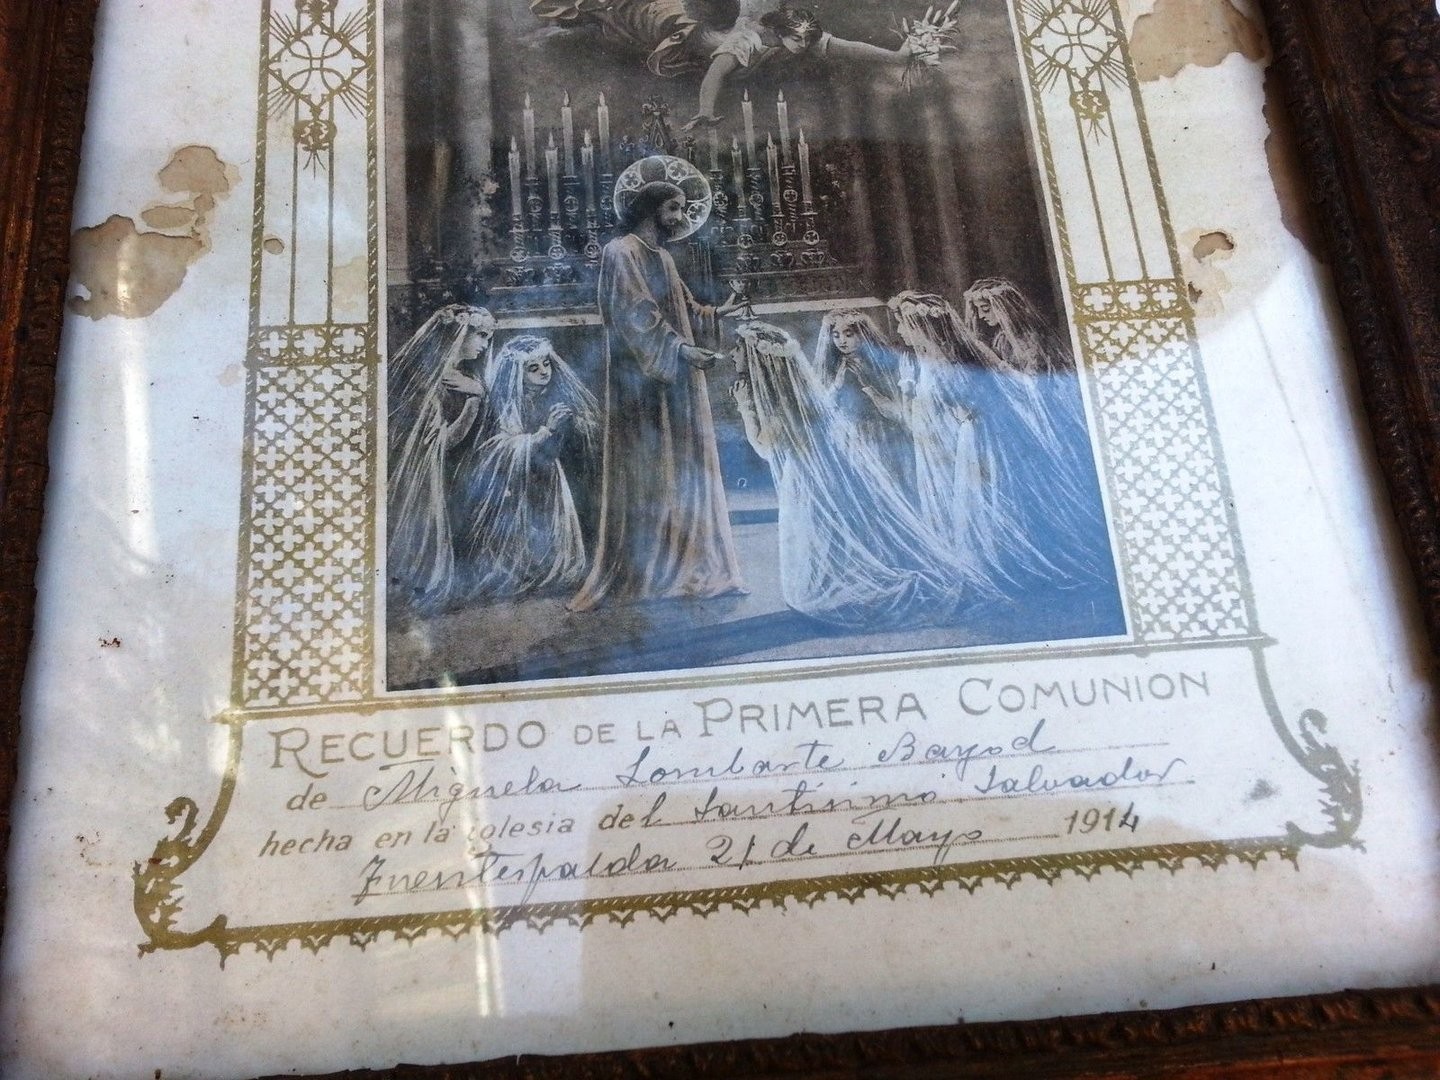 RECUERDO DE LA PRIMERA COMUNION
de Miguela Lombarte Bayod
hecha en la iglesia del Santisimo Salvador
Fuentespalda 21 de Mayo 1914